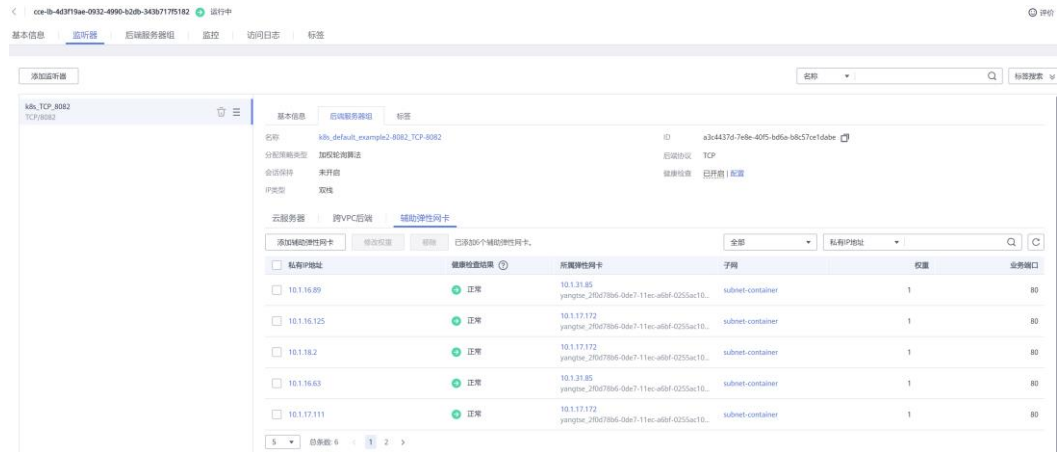 cce-lb-4d3f19ae-0932-4990-b2db-343b717f5182 运行中 评价
基本信息 监听器 后端服务器组 监控 访问日志 标签
添加监听器 名称 标签搜索
k8s_TCP_8082
TCP/8082
基本信息 后端服务器组 标签
名称 k8s_default_example2-8082_TCP-8082 ID a3c4437d-7e8e-40f5-bd6a-b8c57ce1dabe
分配策略类型 加权轮询算法 后端协议 TCP
会话保持 未开启 健康检查 已开启 | 配置
IP类型 双栈
云服务器 跨VPC后端 辅助弹性网卡
添加辅助弹性网卡 修改权重 移除 已添加6个辅助弹性网卡。 全部 私有IP地址
私有IP地址 健康检查结果 所属弹性网卡 子网 权重 业务端口
10.1.16.89 正常 10.1.31.85 subnet-container 1 80
yangtse_2f0d78b6-0de7-11ec-a6bf-0255ac10...
10.1.16.125 正常 10.1.17.172 subnet-container 1 80
yangtse_2f0d76b6-0de7-11ec-a6bf-0255ac10...
10.1.18.2 正常 10.1.17.172 subnet-container 1 80
yangtse_2f0d76b6-0de7-11ec-a6bf-0255ac10...
10.1.16.63 正常 10.1.31.85 subnet-container 1 80
yangtse_2f0d78b6-0de7-11ec-a6bf-0255ac10...
10.1.17.111 正常 10.1.17.172 subnet-container 1 80
yangtse_2f0d76b6-0de7-11ec-a6bf-0255ac10...
5 总条数: 6 1 2